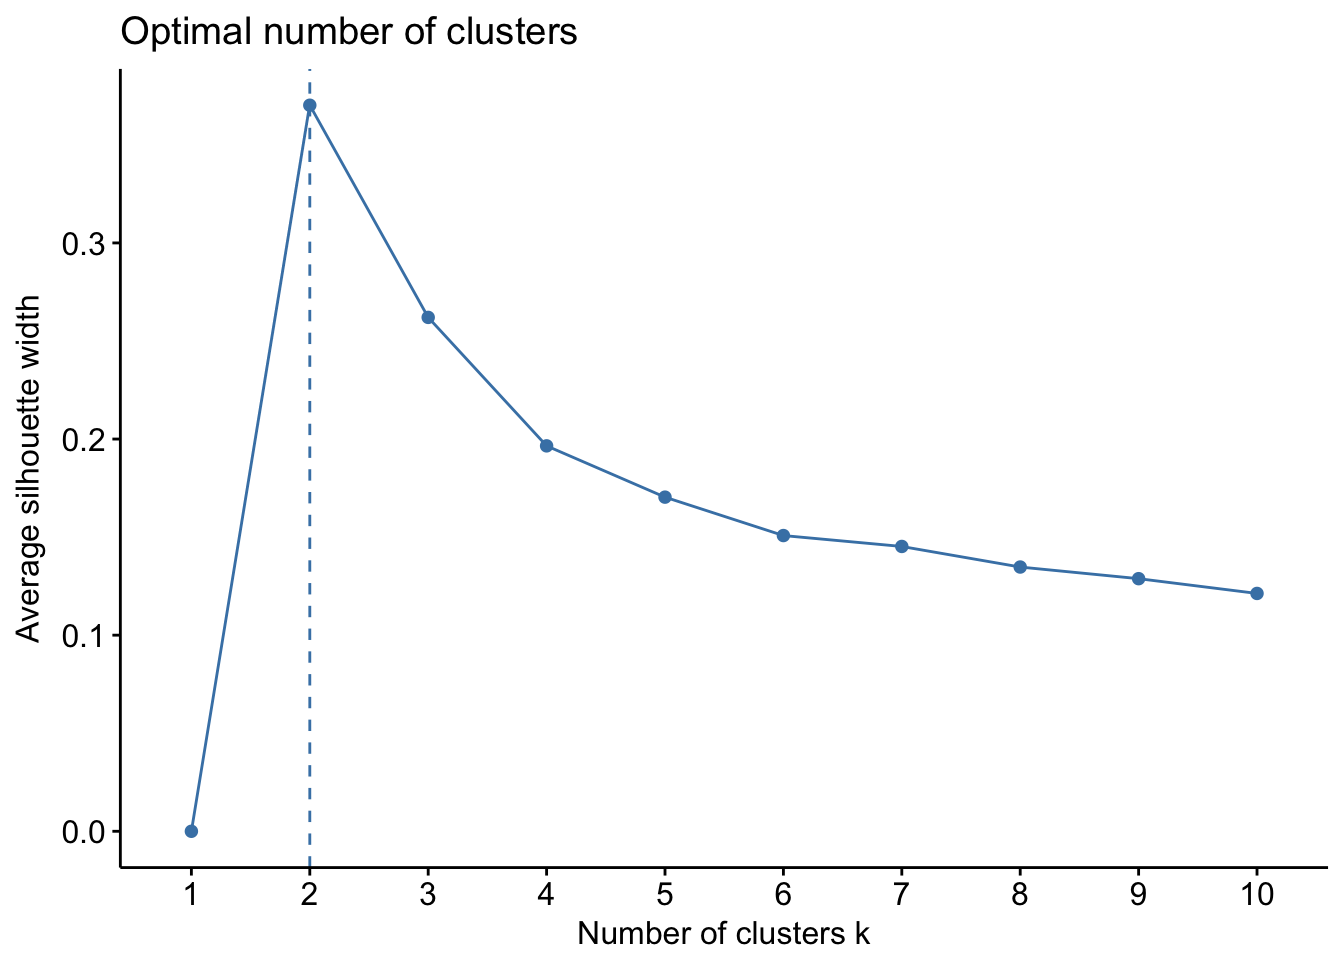 Optimal number of clusters
0.3
0.2
0.1
0.0
Average silhouette width
1 2 3 4 5 6 7 8 9 10
Number of clusters k